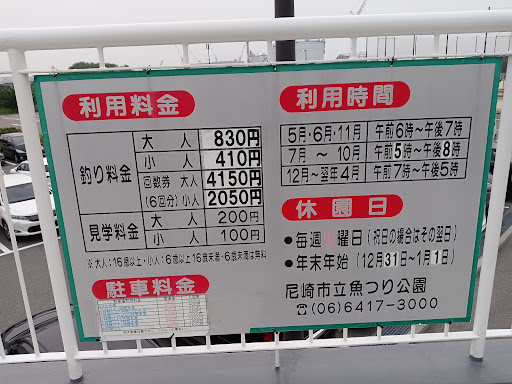 利用料金
釣り料金
大人 830円
小人 410円
回数券 大人 4150円
(6回分) 小人 2050円
見学料金
大人 200円
小人 100円
※大人:16歳以上・小人:6歳以上16歳未満・6歳未満は無料
駐車料金
利用時間
5月・6月・11月 午前6時〜午後7時
7月〜10月 午前5時〜午後8時
12月〜翌年4月 午前7時〜午後5時
休園日
●毎週 曜日(祝日の場合はその翌日)
●年末年始(12月31日〜1月1日)
尼崎市立魚つり公園
☎(06)6417-3000